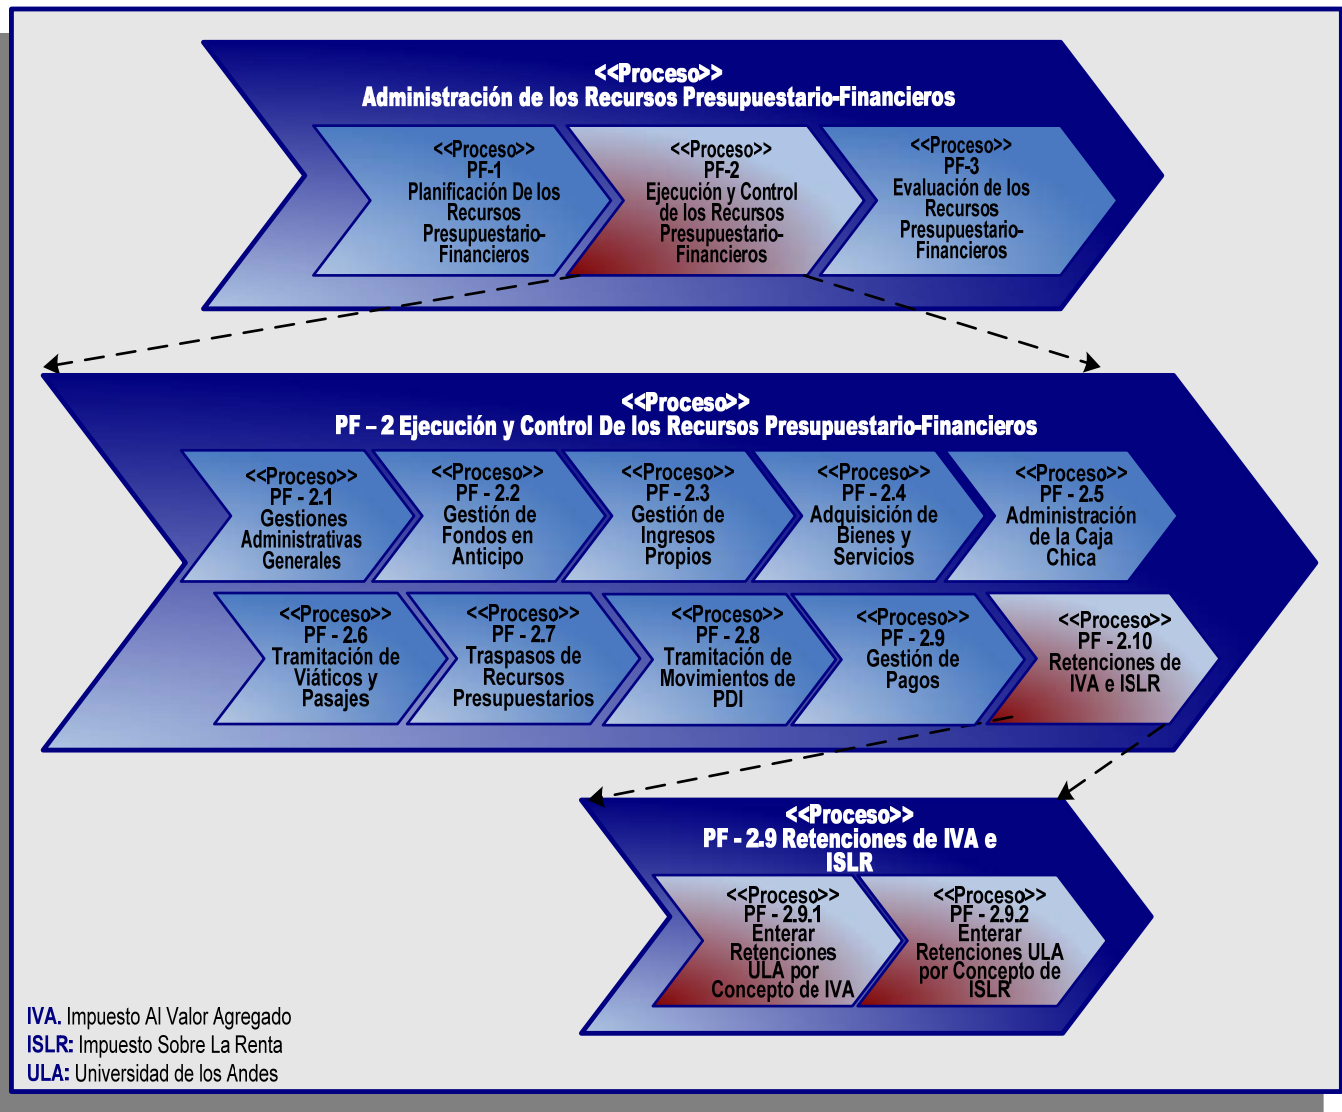 <<Proceso>>
Administración de los Recursos Presupuestario-Financieros
<<Proceso>>
PF-1
Planificación De los
Recursos
Presupuestario-
Financieros
<<Proceso>>
PF-2
Ejecución y Control
de los Recursos
Presupuestario-
Financieros
<<Proceso>>
PF-3
Evaluación de los
Recursos
Presupuestario-
Financieros
<<Proceso>>
PF – 2 Ejecución y Control De los Recursos Presupuestario-Financieros
<<Proceso>>
PF - 2.1
Gestiones
Administrativas
Generales
<<Proceso>>
PF - 2.2
Gestión de
Fondos en
Anticipo
<<Proceso>>
PF - 2.3
Gestión de
Ingresos
Propios
<<Proceso>>
PF - 2.4
Adquisición de
Bienes y
Servicios
<<Proceso>>
PF - 2.5
Administración
de la Caja
Chica
<<Proceso>>
PF - 2.6
Tramitación de
Viáticos y
Pasajes
<<Proceso>>
PF - 2.7
Traspasos de
Recursos
Presupuestarios
<<Proceso>>
PF - 2.8
Tramitación de
Movimientos de
PDI
<<Proceso>>
PF - 2.9
Gestión de
Pagos
<<Proceso>>
PF - 2.10
Retenciones de
IVA e ISLR
<<Proceso>>
PF - 2.9 Retenciones de IVA e
ISLR
<<Proceso>>
PF - 2.9.1
Enterar
Retenciones
ULA por
Concepto de IVA
<<Proceso>>
PF - 2.9.2
Enterar
Retenciones ULA
por Concepto de
ISLR
IVA. Impuesto Al Valor Agregado
ISLR: Impuesto Sobre La Renta
ULA: Universidad de los Andes